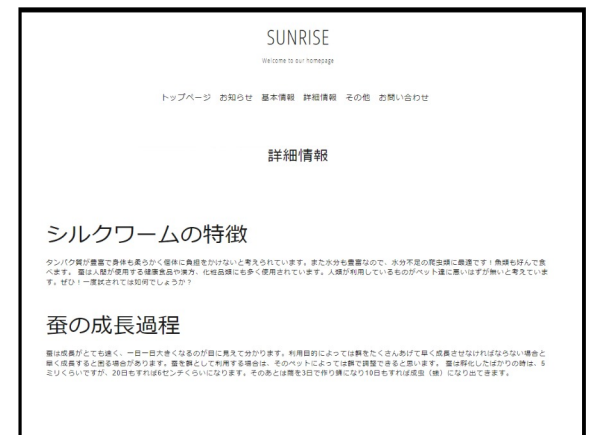 SUNRISE
Welcome to our homepage
トップページ お知らせ 基本情報 詳細情報 その他 お問い合わせ
詳細情報
シルクワームの特徴
タンパク質が豊富で身体も柔らかく個体に負担をかけないと考えられています。また水分も豊富なので、水分不足の爬虫類に最適です！魚類も好んで食
べます。 蚕は人間が使用する健康食品や漢方、化粧品類にも多く使用されています。人類が利用しているものがペット達に悪いはずが無いと考えていま
す。ぜひ！一度試されては如何でしょうか？
蚕の成長過程
蚕は成長がとても速く、一日一日大きくなるのが目に見えて分かります。利用目的によっては餌をたくさんあげて早く成長させなければならない場合と
早く成長すると困る場合があります。蚕を餌として利用する場合は、そのペットによっては餌で調整できると思います。 蚕は孵化したばかりの時は、5
ミリくらいですが、20日もすれば6センチくらいになります。そのあとは繭を3日で作り蛹になり10日もすれば成虫（蛾）になり出てきます。